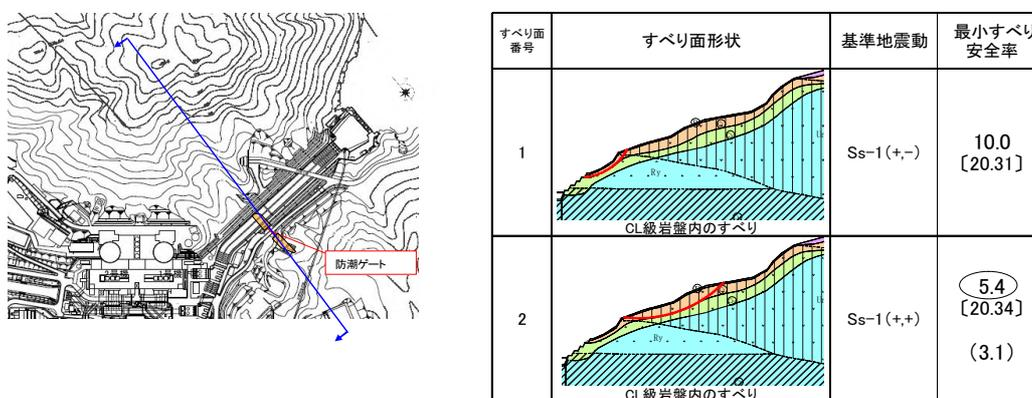 防潮ゲート
すべり面
番号
すべり面形状
基準地震動
最小すべり
安全率
1
Ry
CL級岩盤内のすべり
Ss-1(+,-)
10.0
[20.31]
2
Ry
CL級岩盤内のすべり
Ss-1(+,+)
5.4
[20.34]
(3.1)